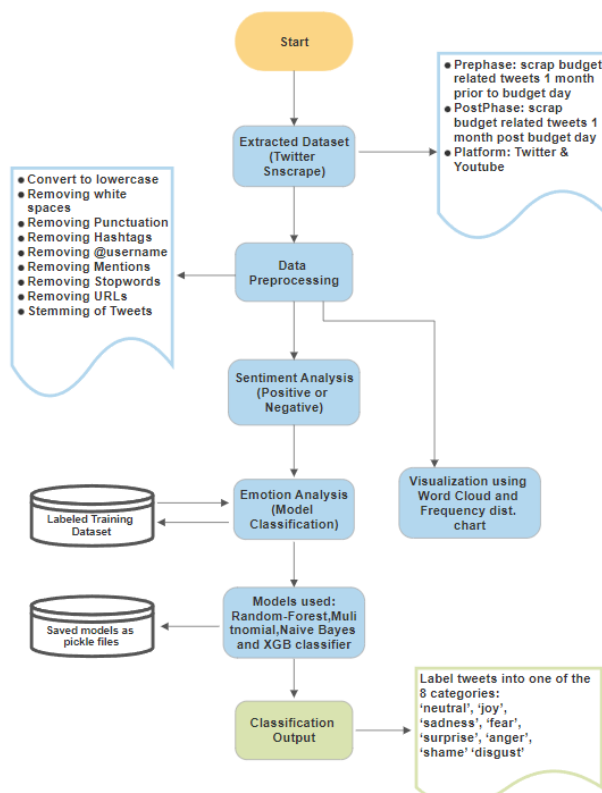 Start
● Prephase: scrap budget
related tweets 1 month
prior to budget day
● PostPhase: scrap
budget related tweets 1
month post budget day
● Platform: Twitter &
Youtube
Extracted Dataset
(Twitter
Snscrape)
● Convert to lowercase
● Removing white
spaces
● Removing Punctuation
● Removing Hashtags
● Removing @username
● Removing Mentions
● Removing Stopwords
● Removing URLs
● Stemming of Tweets
Data
Preprocessing
Sentiment Analysis
(Positive or
Negative)
Emotion Analysis
(Model
Classification)
Labeled Training
Dataset
Visualization using
Word Cloud and
Frequency dist.
chart
Models used:
Random-Forest,Muli
tnomial,Naive Bayes
and XGB classifier
Saved models as
pickle files
Classification
Output
Label tweets into one of the
8 categories:
‘neutral’, ‘joy’,
‘sadness’, ‘fear’,
‘surprise’, ‘anger’,
‘shame’ ‘disgust’